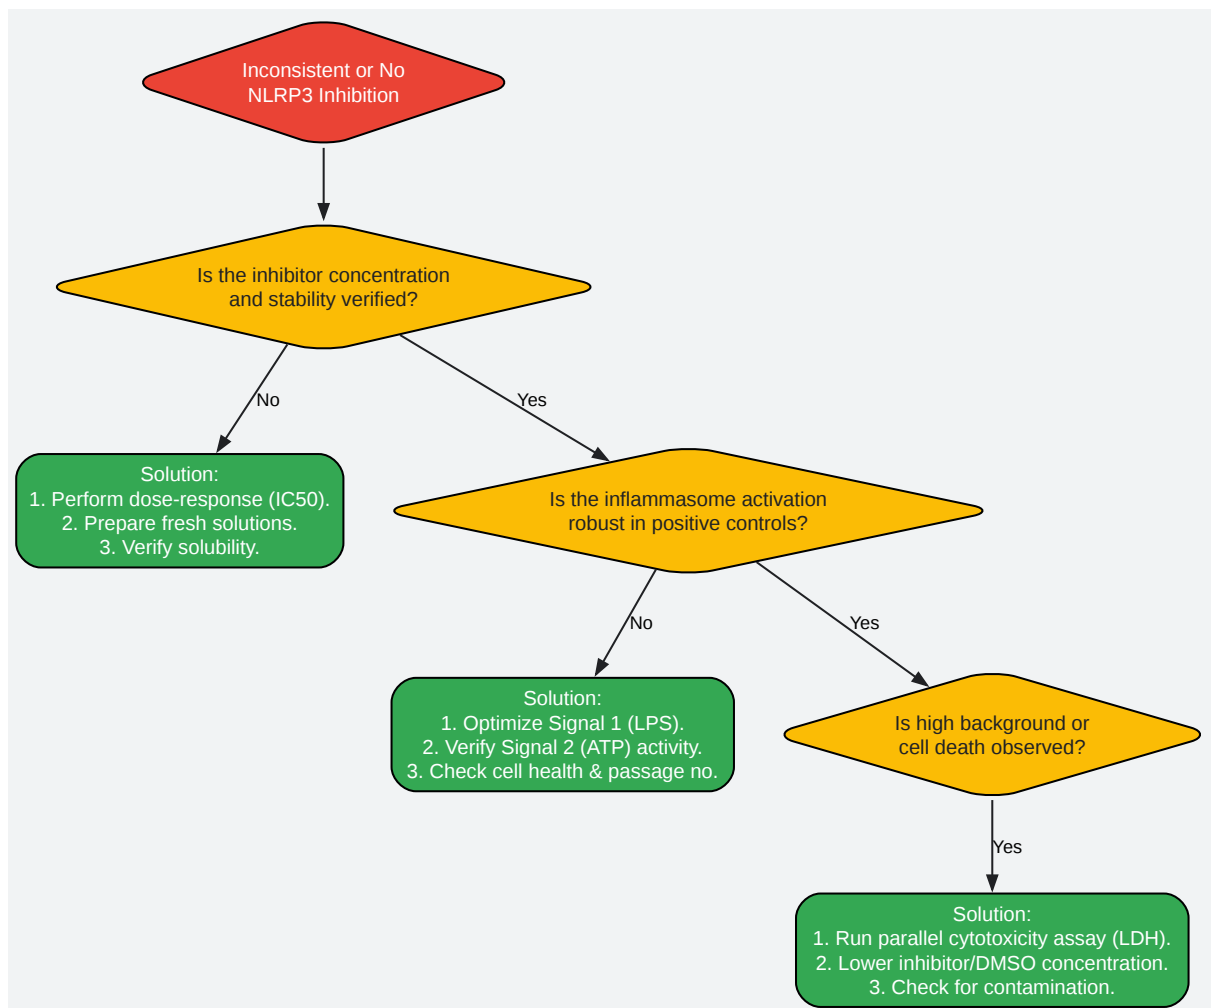 Inconsistent or No
NLRP3 Inhibition
Is the inhibitor concentration
and stability verified?
No
Yes
Solution:
1. Perform dose-response (IC50).
2. Prepare fresh solutions.
3. Verify solubility.
Is the inflammasome activation
robust in positive controls?
No
Yes
Solution:
1. Optimize Signal 1 (LPS).
2. Verify Signal 2 (ATP) activity.
3. Check cell health & passage no.
Is high background or
cell death observed?
Yes
Solution:
1. Run parallel cytotoxicity assay (LDH).
2. Lower inhibitor/DMSO concentration.
3. Check for contamination.